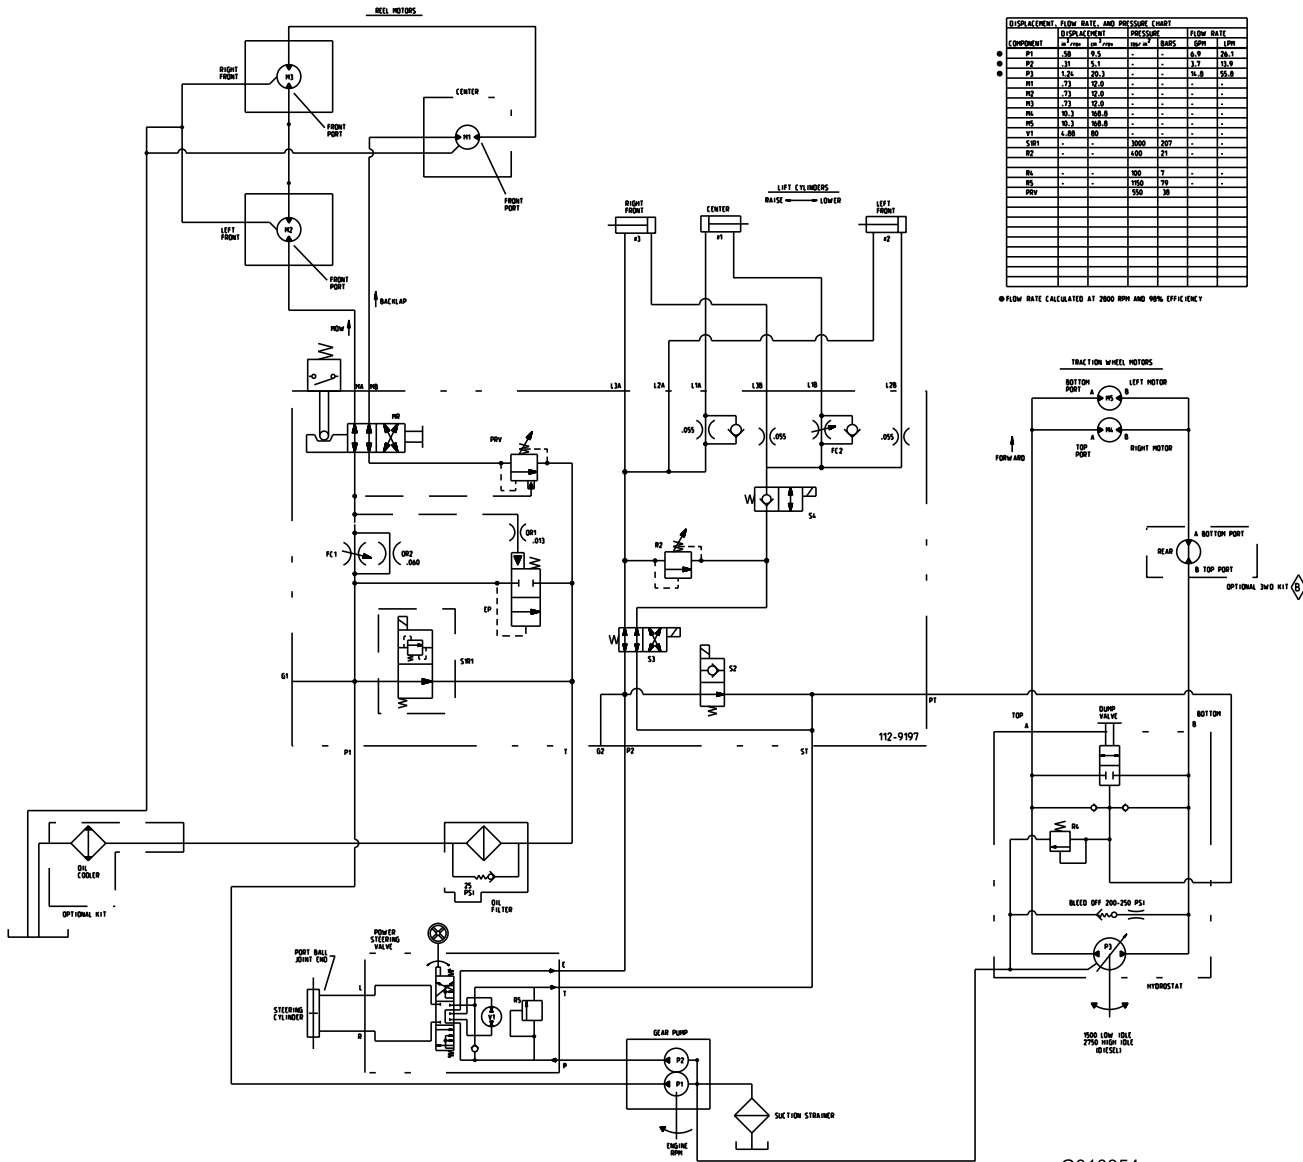 REEL MOTORS
RIGHT FRONT
M3
FRONT PORT
CENTER
M1
FRONT PORT
LEFT FRONT
M2
FRONT PORT
MOW
BACKLAP
DISPLACEMENT, FLOW RATE, AND PRESSURE CHART
DISPLACEMENT PRESSURE FLOW RATE
COMPONENT in³/rev cm³/rev lbs/in² BARS GPM LPM
P1 .58 9.5 - - 6.9 26.1
P2 .31 5.1 - - 3.7 13.9
P3 1.24 20.3 - - 14.8 55.8
M1 .73 12.0 - - - -
M2 .73 12.0 - - - -
M3 .73 12.0 - - - -
M4 10.3 168.8 - - - -
M5 10.3 168.8 - - - -
V1 4.88 80 - - - -
S1R1 - - 3000 207 - -
R2 - - 400 21 - -
R4 - - 100 7 - -
R5 - - 1150 79 - -
PRV 550 38
FLOW RATE CALCULATED AT 2800 RPM AND 98% EFFICIENCY
LIFT CYLINDERS
RAISE LOWER
RIGHT FRONT
#3
CENTER
#1
LEFT FRONT
#2
MA MB
L3A L2A L1A L3B L1B L2B
MR
PRV
.055
.055
FC2
.055
S4
FC1
OR2
.060
OR1
.013
EP
R2
S3
S2
S1R1
G1
P1
T
G2 P2
ST
PT
112-9197
TRACTION WHEEL MOTORS
BOTTOM PORT
A
M5
B
LEFT MOTOR
M4
TOP PORT
A
B
RIGHT MOTOR
FORWARD
A BOTTOM PORT
REAR
B TOP PORT
OPTIONAL 3WD KIT B
TOP
A
DUMP VALVE
BOTTOM
B
R4
BLEED OFF 200-250 PSI
P3
HYDROSTAT
1500 LOW IDLE
2750 HIGH IDLE
(DIESEL)
OIL COOLER
OPTIONAL KIT
25 PSI
OIL FILTER
POWER STEERING VALVE
PORT BALL JOINT END
STEERING CYLINDER
L
R
V1
R5
E
T
P
GEAR PUMP
P2
P1
ENGINE RPM
SUCTION STRAINER